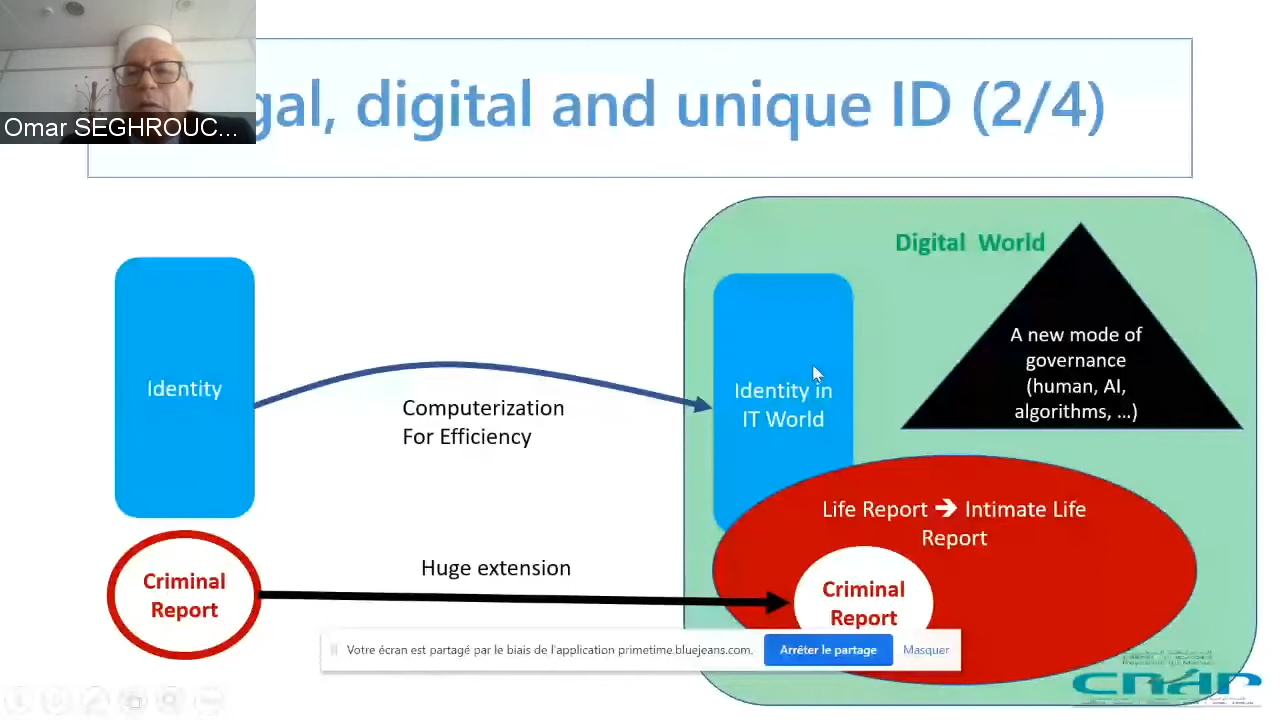 Omar SEGHROUC...
gal, digital and unique ID (2/4)
Digital World
Identity
Computerization
For Efficiency
Identity in
IT World
A new mode of
governance
(human, AI,
algorithms, ...)
Life Report ➔ Intimate Life
Report
Criminal
Report
Huge extension
Criminal
Report
Votre écran est partagé par le biais de l'application primetime.bluejeans.com.
Arrêter le partage
Masquer
cndp